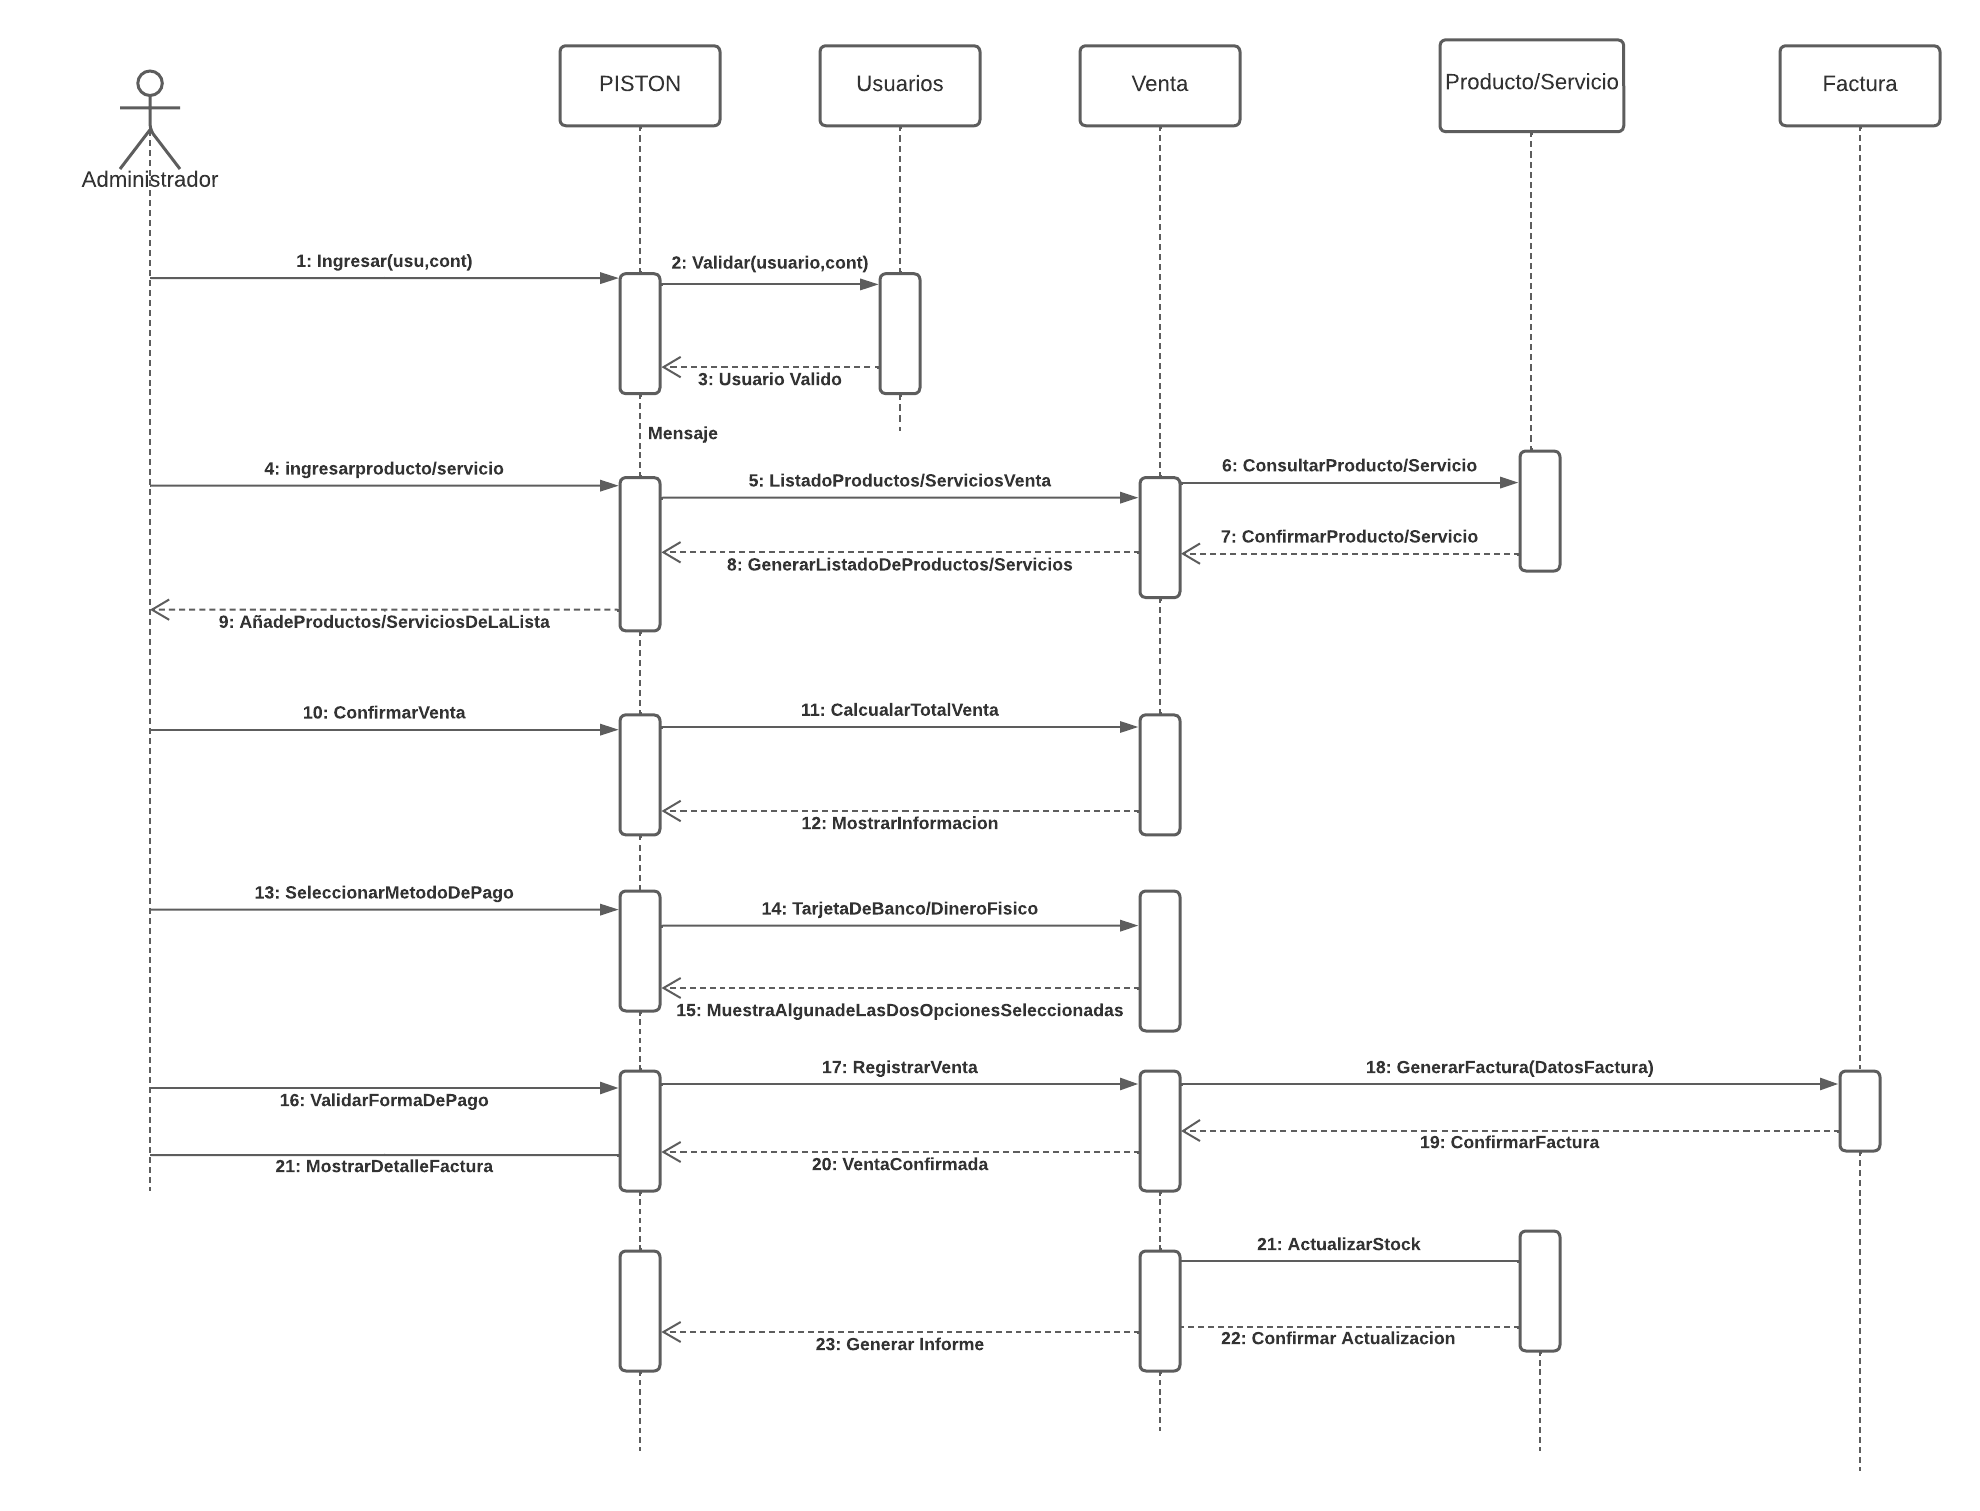 PISTON
Usuarios
Venta
Producto/Servicio
Factura
Administrador
1: Ingresar(usu,cont)
2: Validar(usuario,cont)
3: Usuario Valido
Mensaje
4: ingresarproducto/servicio
5: ListadoProductos/ServiciosVenta
6: ConsultarProducto/Servicio
7: ConfirmarProducto/Servicio
8: GenerarListadoDeProductos/Servicios
9: AñadeProductos/ServiciosDeLaLista
10: ConfirmarVenta
11: CalcualarTotalVenta
12: MostrarInformacion
13: SeleccionarMetodoDePago
14: TarjetaDeBanco/DineroFisico
15: MuestraAlgunadeLasDosOpcionesSeleccionadas
16: ValidarFormaDePago
17: RegistrarVenta
18: GenerarFactura(DatosFactura)
19: ConfirmarFactura
20: VentaConfirmada
21: MostrarDetalleFactura
21: ActualizarStock
22: Confirmar Actualizacion
23: Generar Informe